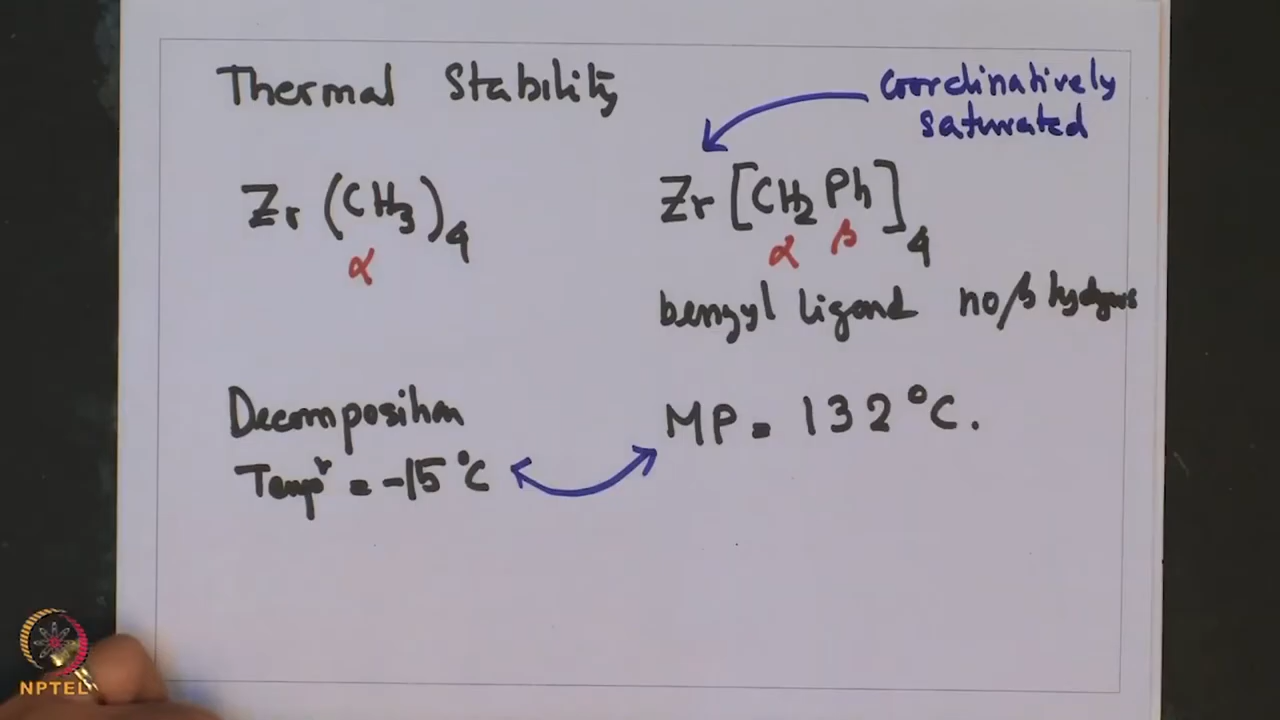 Thermal Stability
Coordinatively
saturated
Zr (CH3)4
Zr [CH2 Ph]4
α
α β
benzyl ligand no β hydrogens
Decomposition
Tempr = -15°C
MP = 132°C.
NPTEL